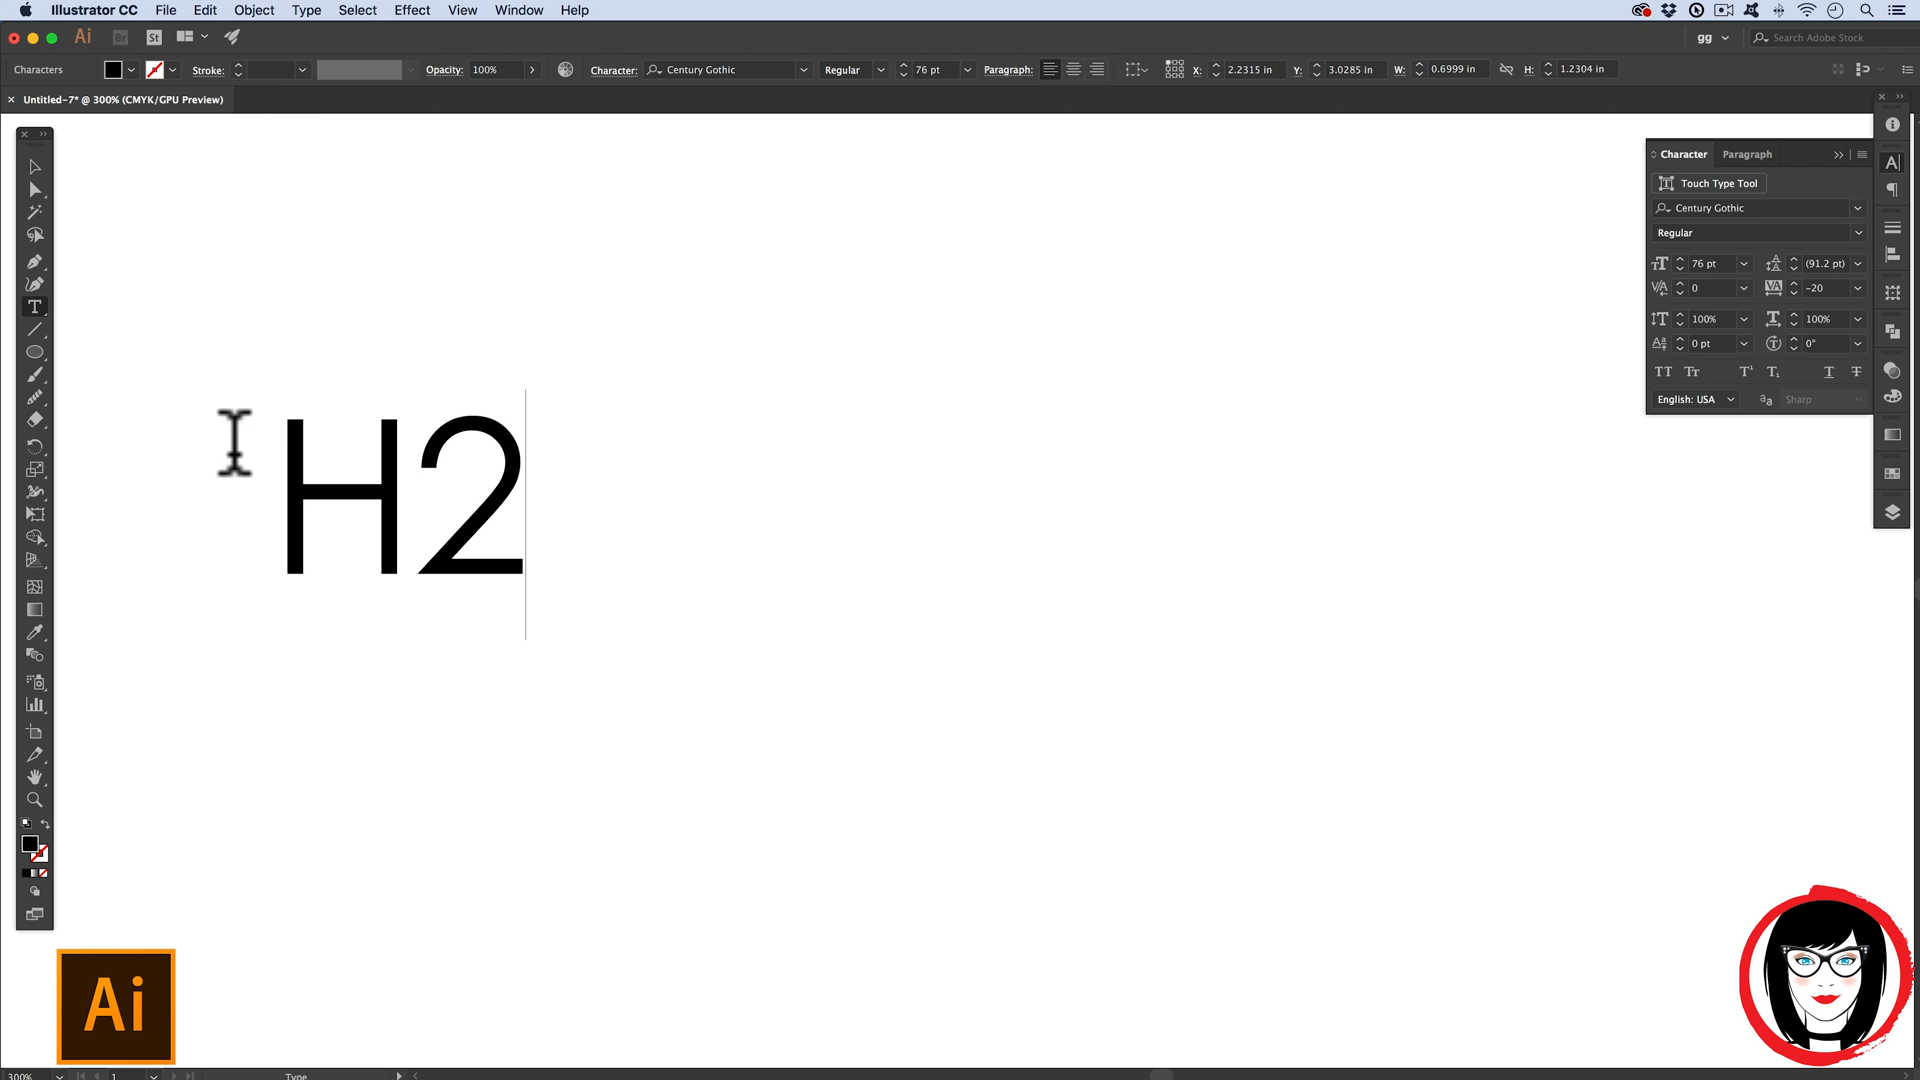 Illustrator CC File Edit Object Type Select Effect View Window Help
Ai Br St gg Search Adobe Stock
Characters Stroke: Opacity: 100% Character: Century Gothic Regular 76 pt Paragraph: X: 2.2315 in Y: 3.0285 in W: 0.6999 in H: 1.2304 in
Untitled-7* @ 300% (CMYK/GPU Preview)
Character Paragraph
Touch Type Tool
Century Gothic
Regular
76 pt (91.2 pt)
0 -20
100% 100%
0 pt 0°
English: USA Sharp
H2
Ai
300% 1 Type